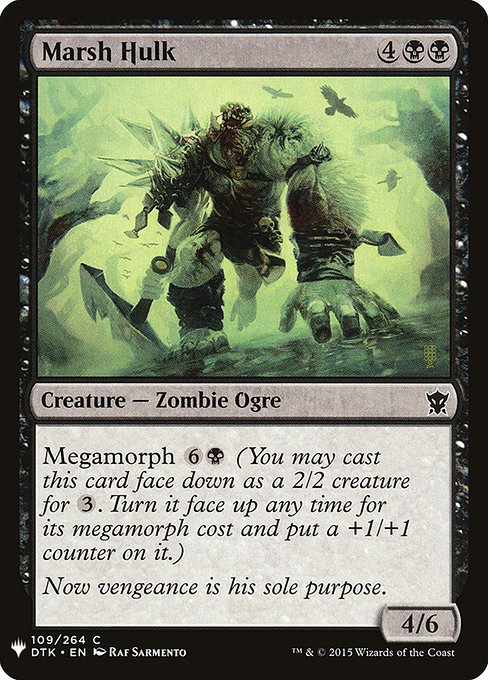 Marsh Hulk 4
Creature — Zombie Ogre
Megamorph 6 (You may cast
this card face down as a 2/2 creature
for 3. Turn it face up any time for
its megamorph cost and put a +1/+1
counter on it.)
Now vengeance is his sole purpose.
4/6
109/264 C
DTK • EN Raf Sarmento
™ & © 2015 Wizards of the Coast